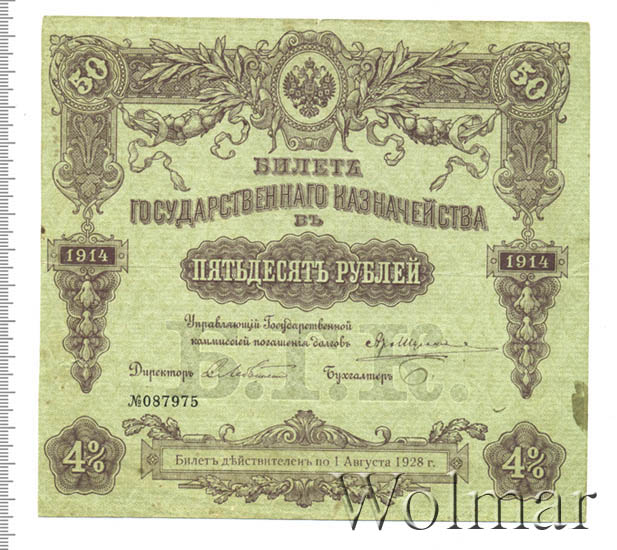 50
50
БИЛЕТЪ
ГОСУДАРСТВЕННАГО КАЗНАЧЕЙСТВА
ВЪ
1914
ПЯТЬДЕСЯТЪ РУБЛЕЙ
1914
Управляющій Государственной
коммиссіей погашенія долговъ
Директоръ
Бухгалтеръ
Б.Г.К.
№087975
4%
Билетъ дѣйствителенъ по 1 Августа 1928 г.
4%
Wolmar